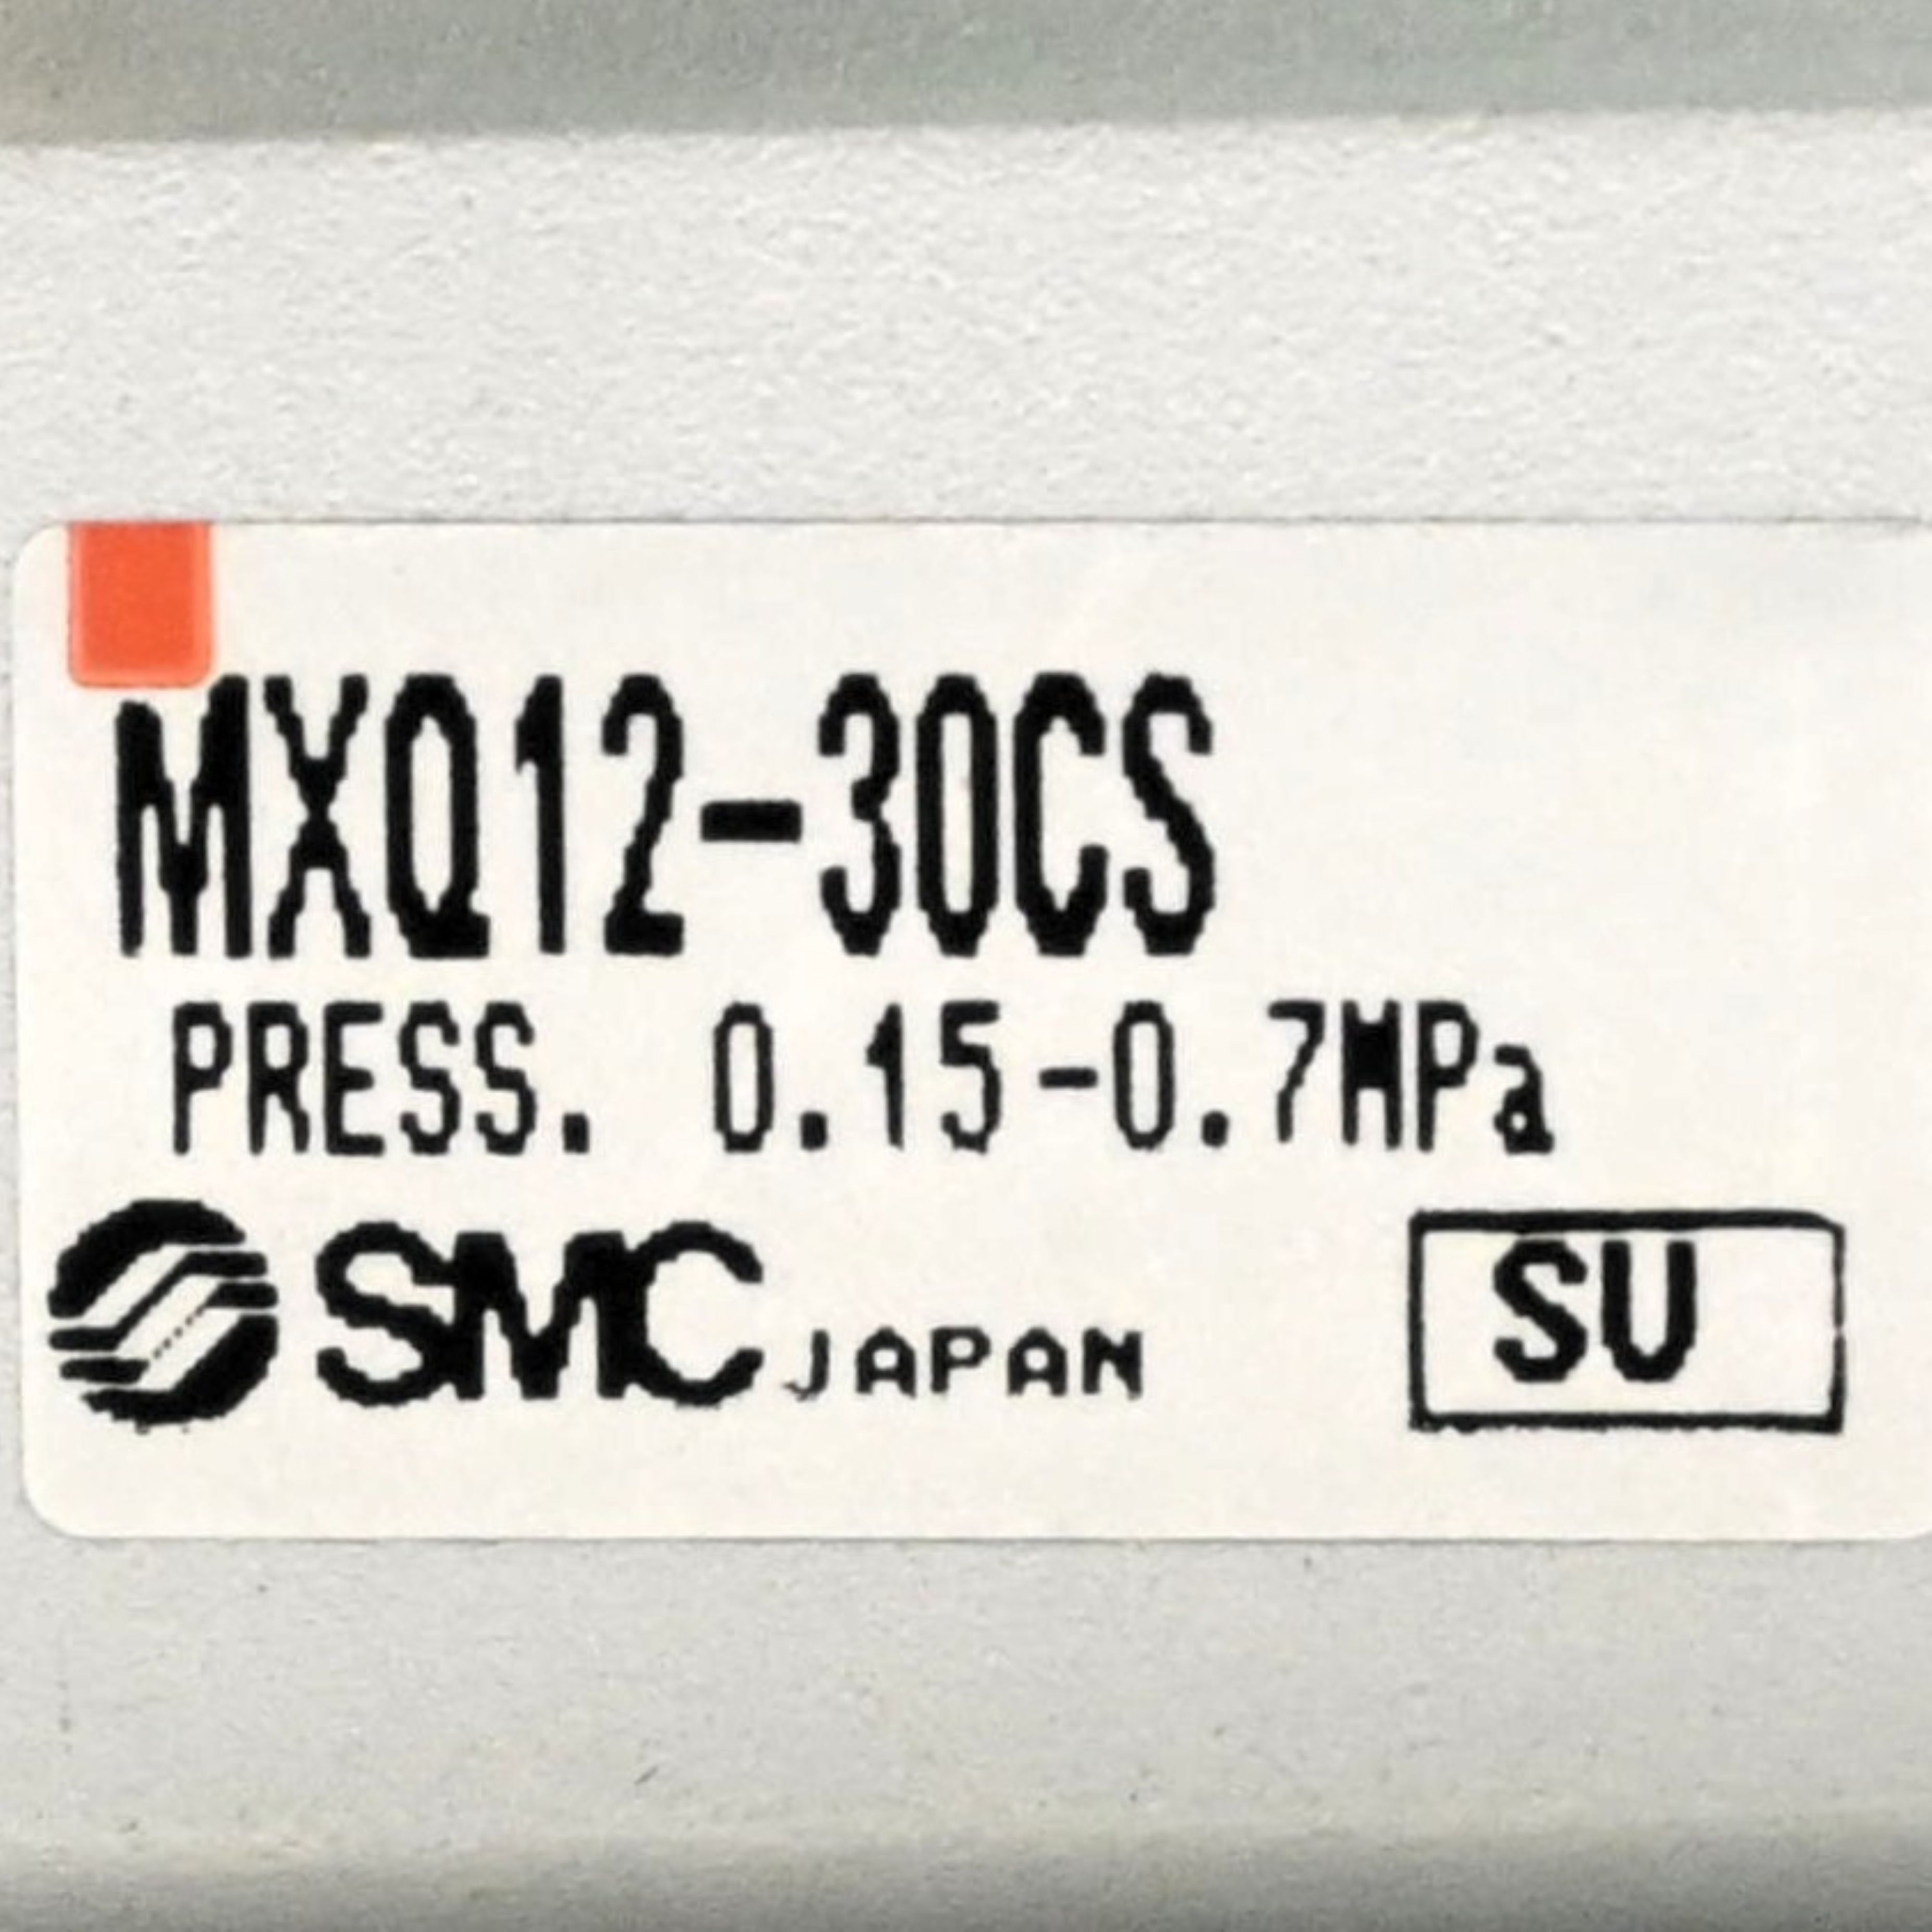 MXQ12-30CS
PRESS. 0.15-0.7MPa
SMC JAPAN
SU